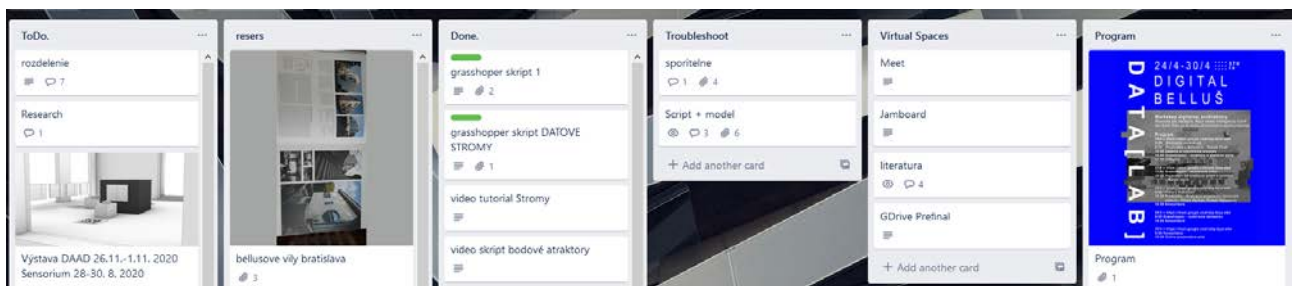 ToDo.
rozdelenie
7
Research
1
Výstava DAAD 26.11.-1.11. 2020
Sensorium 28-30. 8. 2020
resers
bellusove vily bratislava
3
Done.
grasshoper skript 1
2
grasshopper skript DATOVE
STROMY
1
video tutorial Stromy
video skript bodové atraktory
Troubleshoot
sporitelne
1 4
Script + model
3 6
+ Add another card
Virtual Spaces
Meet
Jamboard
literatura
4
GDrive Prefinal
+ Add another card
Program
24/4-30/4
DIGITAL
BELLUŠ
DATA[LAB]
Program
Program
1